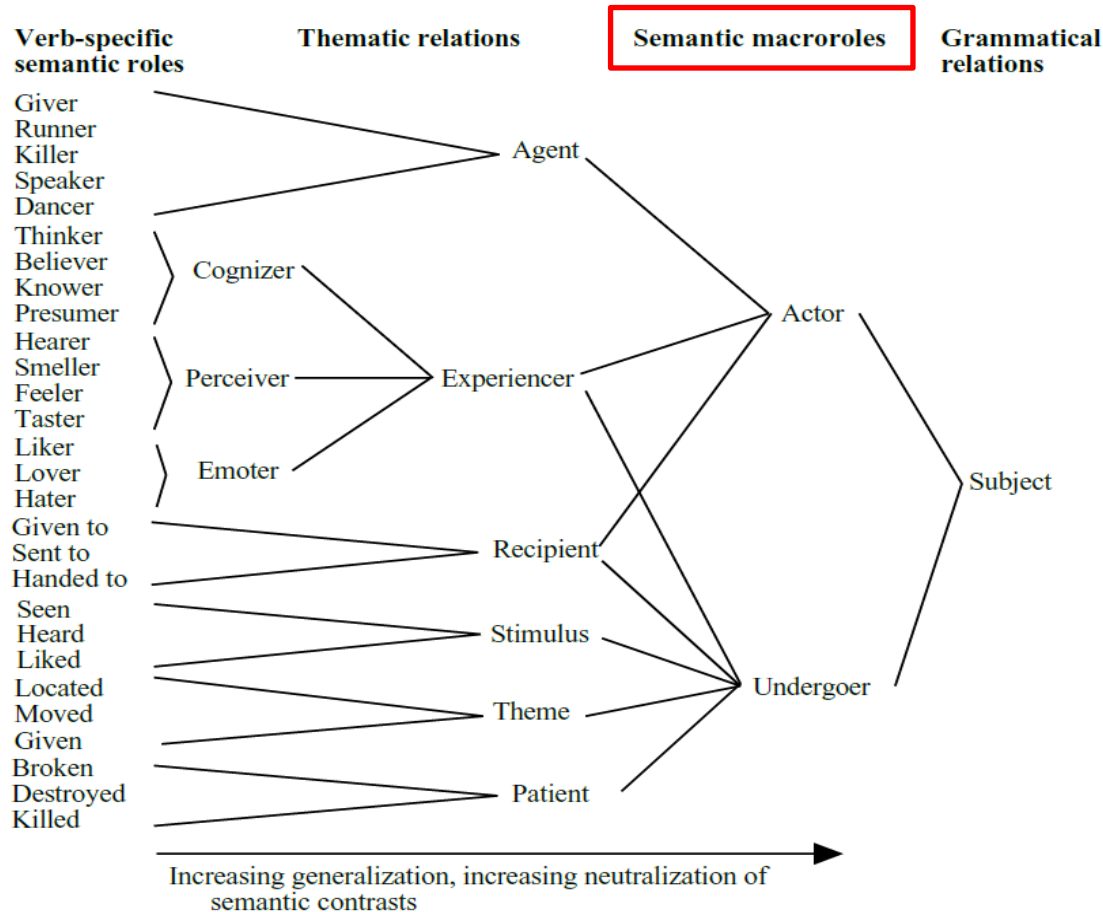 Verb-specific
semantic roles
Thematic relations
Semantic macroroles
Grammatical
relations
Giver
Runner
Killer
Speaker
Dancer
Thinker
Believer
Knower
Presumer
Hearer
Smeller
Feeler
Taster
Liker
Lover
Hater
Given to
Sent to
Handed to
Seen
Heard
Liked
Located
Moved
Given
Broken
Destroyed
Killed
Cognizer
Perceiver
Emoter
Agent
Experiencer
Recipient
Stimulus
Theme
Patient
Actor
Undergoer
Subject
Increasing generalization, increasing neutralization of
semantic contrasts